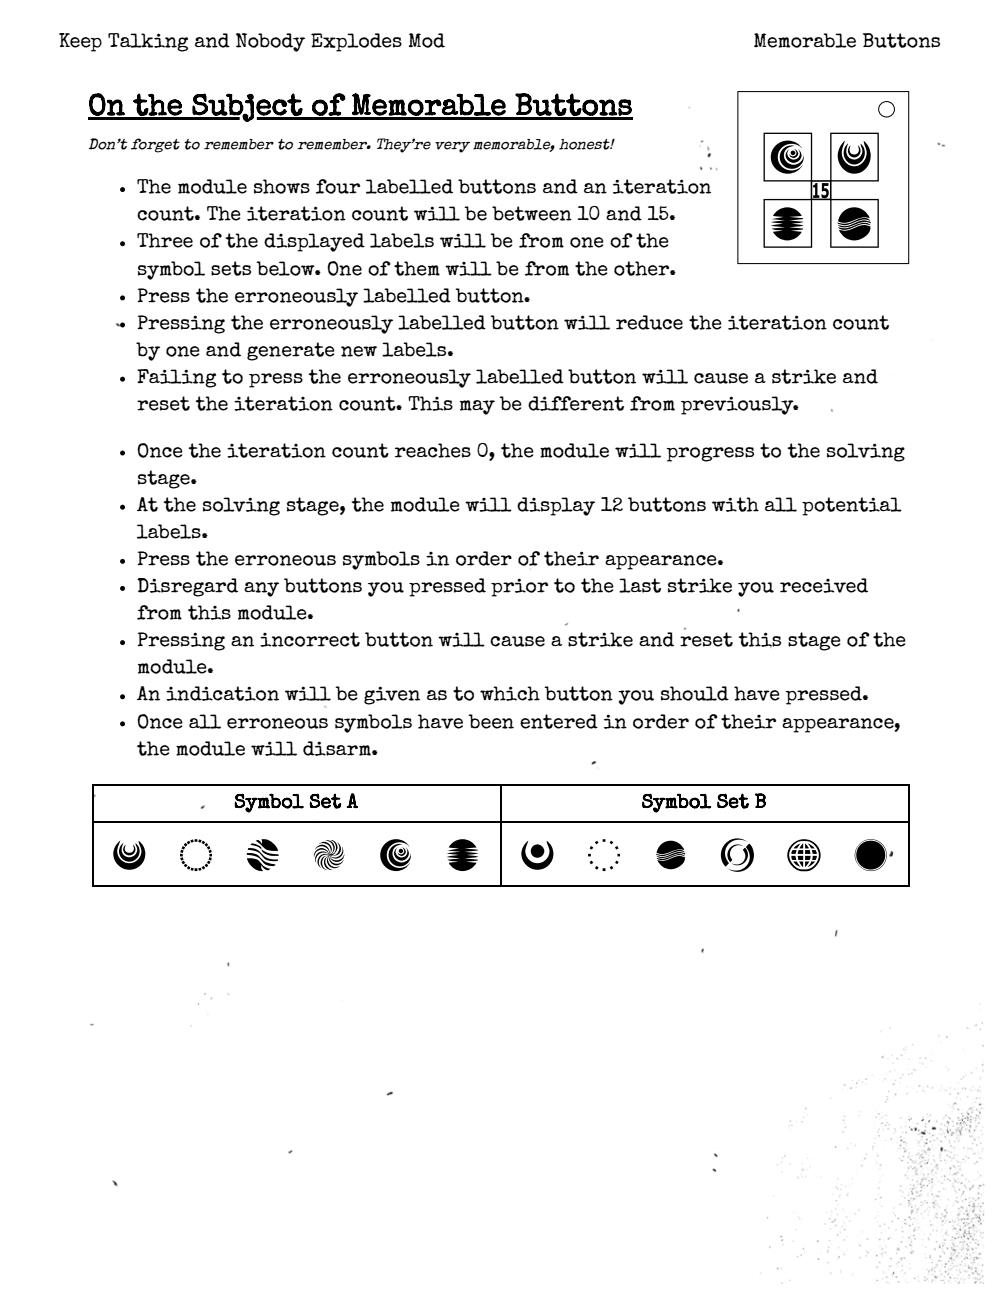 Keep Talking and Nobody Explodes Mod
Memorable Buttons
On the Subject of Memorable Buttons
Don't forget to remember to remember. They're very memorable, honest!
15
• The module shows four labelled buttons and an iteration
count. The iteration count will be between 10 and 15.
• Three of the displayed labels will be from one of the
symbol sets below. One of them will be from the other.
• Press the erroneously labelled button.
• Pressing the erroneously labelled button will reduce the iteration count
by one and generate new labels.
• Failing to press the erroneously labelled button will cause a strike and
reset the iteration count. This may be different from previously.
• Once the iteration count reaches 0, the module will progress to the solving
stage.
• At the solving stage, the module will display 12 buttons with all potential
labels.
• Press the erroneous symbols in order of their appearance.
• Disregard any buttons you pressed prior to the last strike you received
from this module.
• Pressing an incorrect button will cause a strike and reset this stage of the
module.
• An indication will be given as to which button you should have pressed.
• Once all erroneous symbols have been entered in order of their appearance,
the module will disarm.
Symbol Set A
Symbol Set B